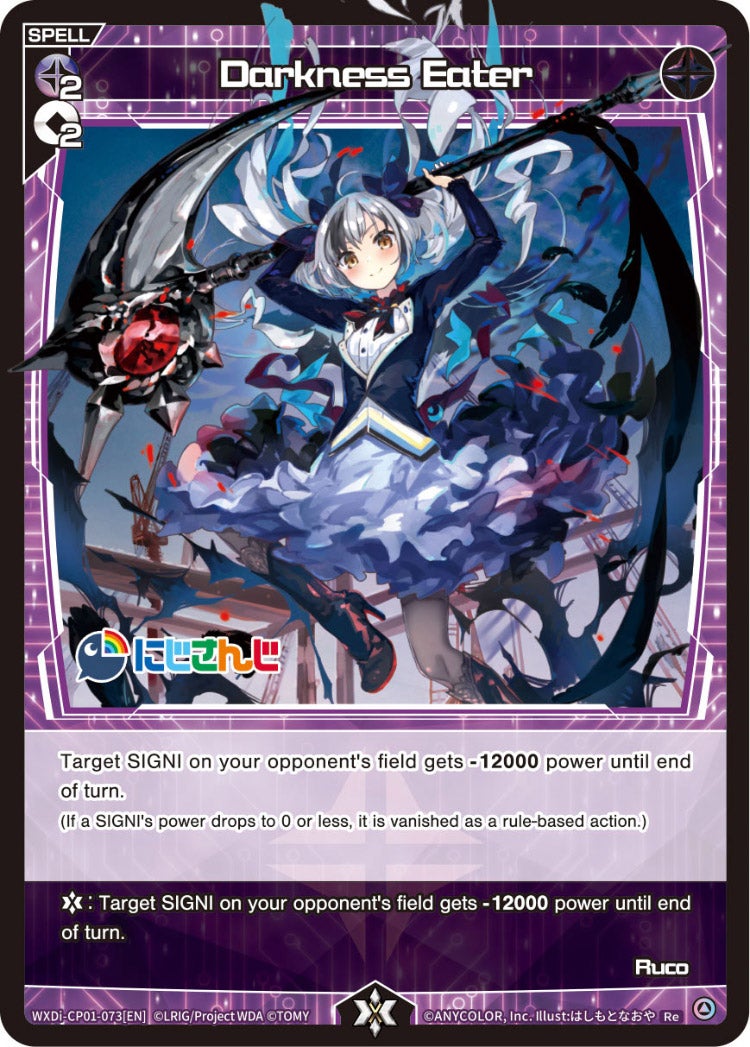 SPELL
Darkness Eater
2
2
にじさんじ
Target SIGNI on your opponent's field gets -12000 power until end
of turn.
(If a SIGNI's power drops to 0 or less, it is vanished as a rule-based action.)
: Target SIGNI on your opponent's field gets -12000 power until end
of turn.
Ruco
WXDi-CP01-073[EN] ©LRIG/Project WDA ©TOMY ©ANYCOLOR, Inc. Illust:はしもとなおや Re